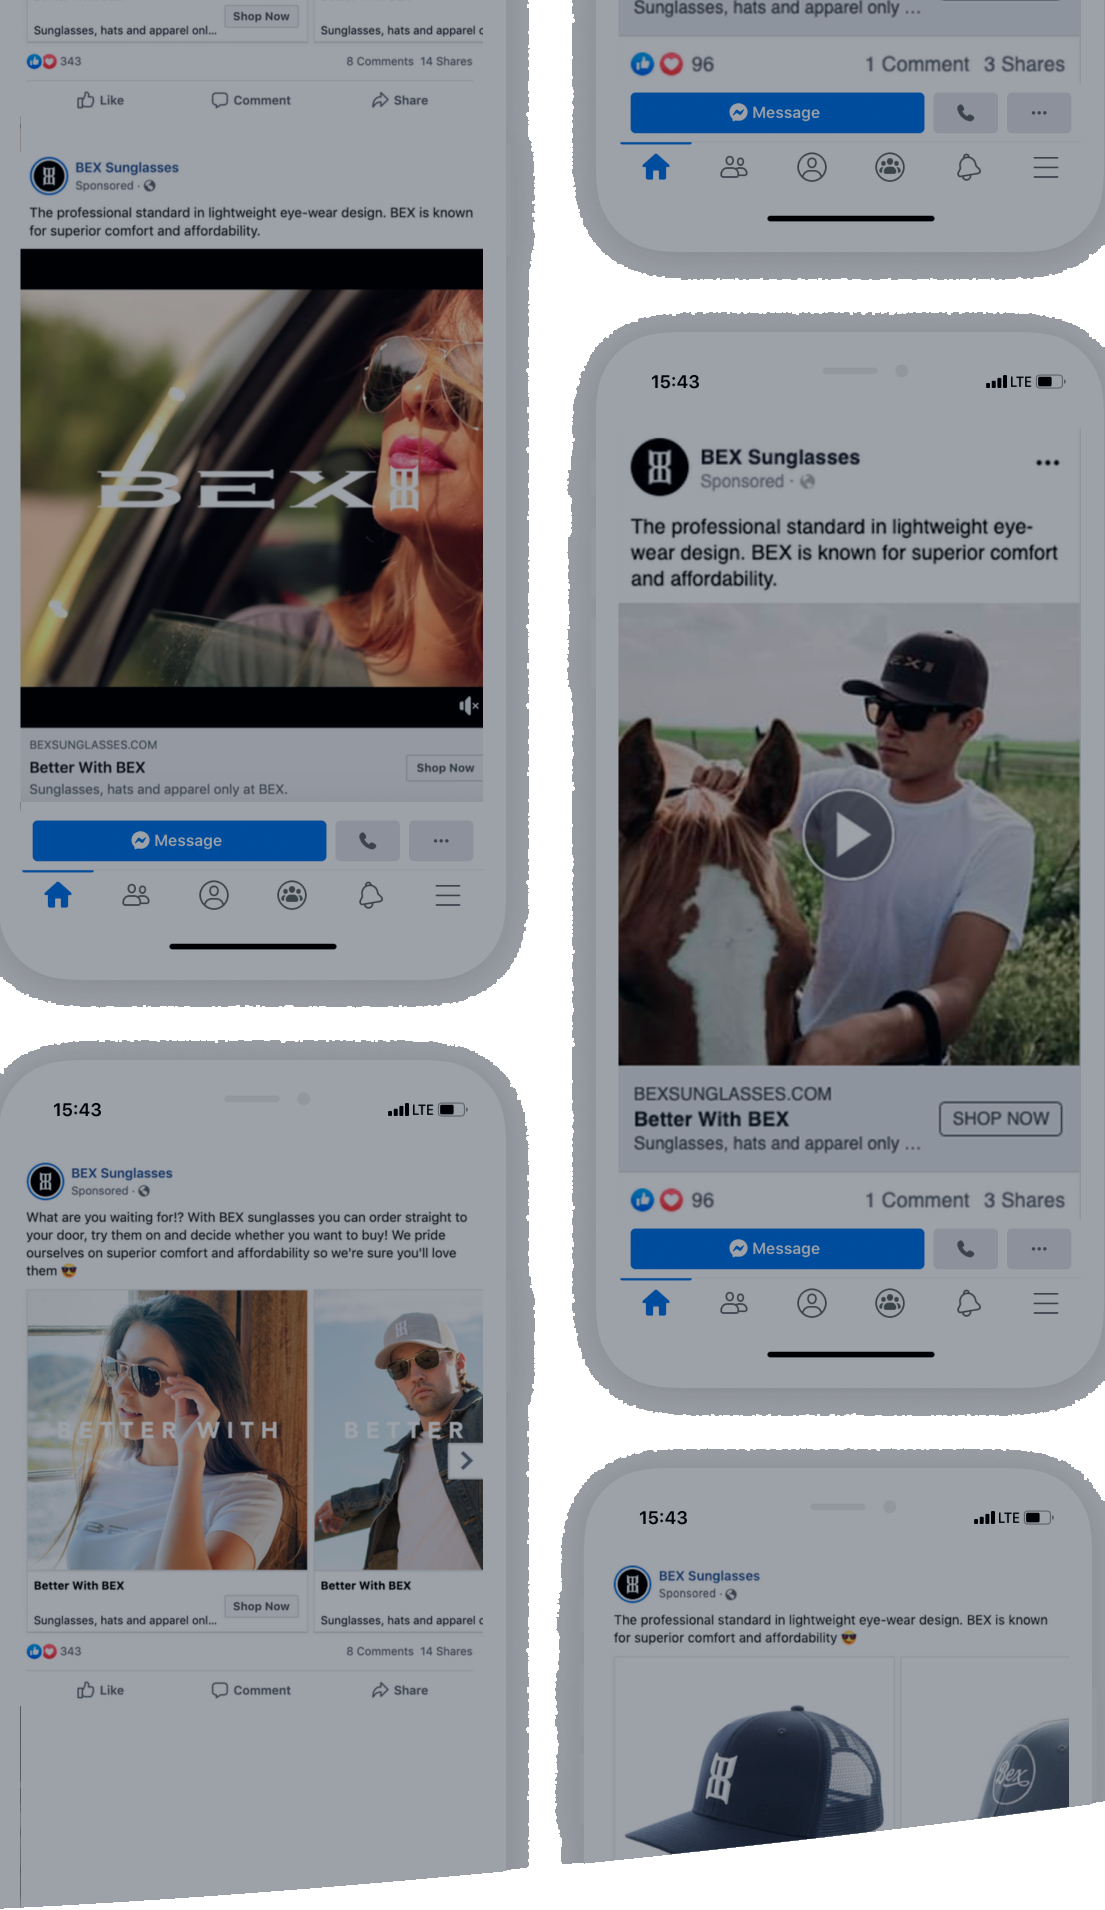 Shop Now
Sunglasses, hats and apparel onl...
Sunglasses, hats and apparel
343
8 Comments 14 Shares
Like
Comment
Share
BEX Sunglasses
Sponsored ·
The professional standard in lightweight eye-wear design. BEX is known
for superior comfort and affordability.
BEX
BEXSUNGLASSES.COM
Better With BEX
Shop Now
Sunglasses, hats and apparel only at BEX.
Message
15:43
LTE
BEX Sunglasses
Sponsored ·
What are you waiting for!? With BEX sunglasses you can order straight to
your door, try them on and decide whether you want to buy! We pride
ourselves on superior comfort and affordability so we're sure you'll love
them 😎
BETTER WITH
BETTER
Better With BEX
Shop Now
Sunglasses, hats and apparel onl...
Better With BEX
Sunglasses, hats and apparel
343
8 Comments 14 Shares
Like
Comment
Share
Sunglasses, hats and apparel only ...
96
1 Comment 3 Shares
Message
15:43
LTE
BEX Sunglasses
Sponsored ·
The professional standard in lightweight eye-
wear design. BEX is known for superior comfort
and affordability.
BEXSUNGLASSES.COM
Better With BEX
SHOP NOW
Sunglasses, hats and apparel only ...
96
1 Comment 3 Shares
Message
15:43
LTE
BEX Sunglasses
Sponsored ·
The professional standard in lightweight eye-wear design. BEX is known
for superior comfort and affordability 😎
Bex